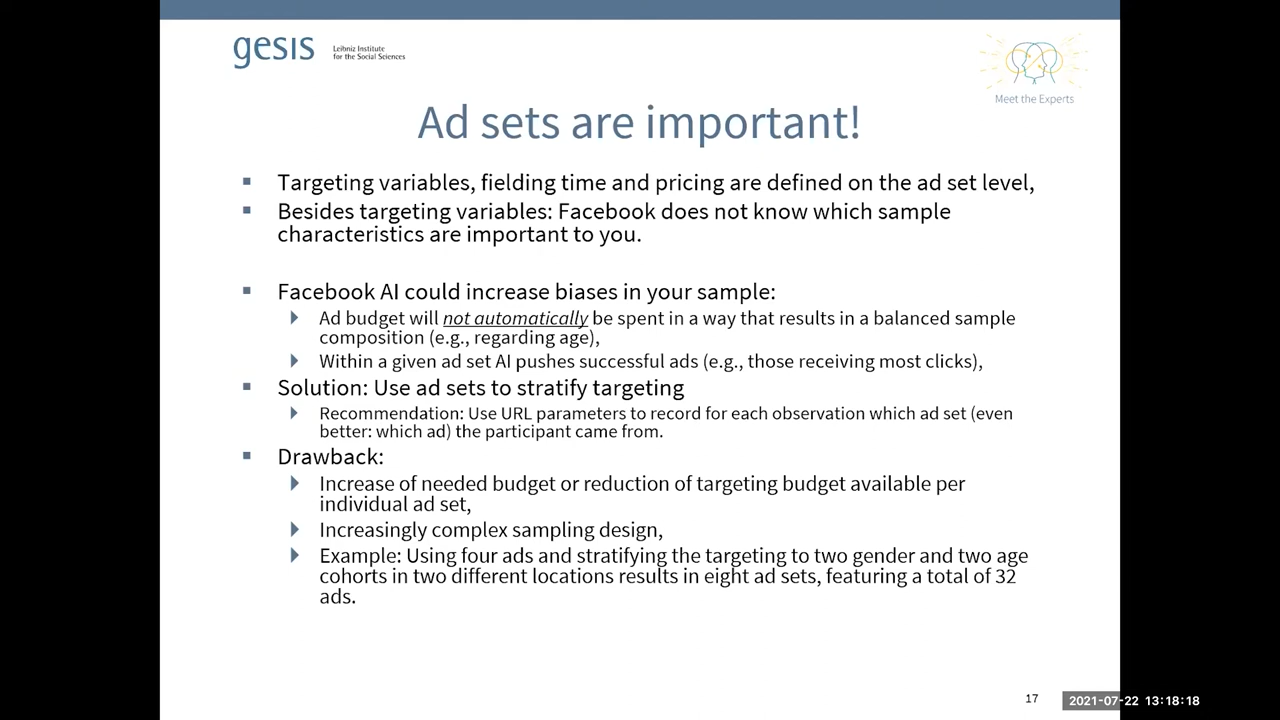 gesis
Leibniz Institute
for the Social Sciences
Meet the Experts
Ad sets are important!
Targeting variables, fielding time and pricing are defined on the ad set level,
Besides targeting variables: Facebook does not know which sample
characteristics are important to you.
Facebook AI could increase biases in your sample:
Ad budget will not automatically be spent in a way that results in a balanced sample
composition (e.g., regarding age),
Within a given ad set AI pushes successful ads (e.g., those receiving most clicks),
Solution: Use ad sets to stratify targeting
Recommendation: Use URL parameters to record for each observation which ad set (even
better: which ad) the participant came from.
Drawback:
Increase of needed budget or reduction of targeting budget available per
individual ad set,
Increasingly complex sampling design,
Example: Using four ads and stratifying the targeting to two gender and two age
cohorts in two different locations results in eight ad sets, featuring a total of 32
ads.
17
2021-07-22 13:18:18